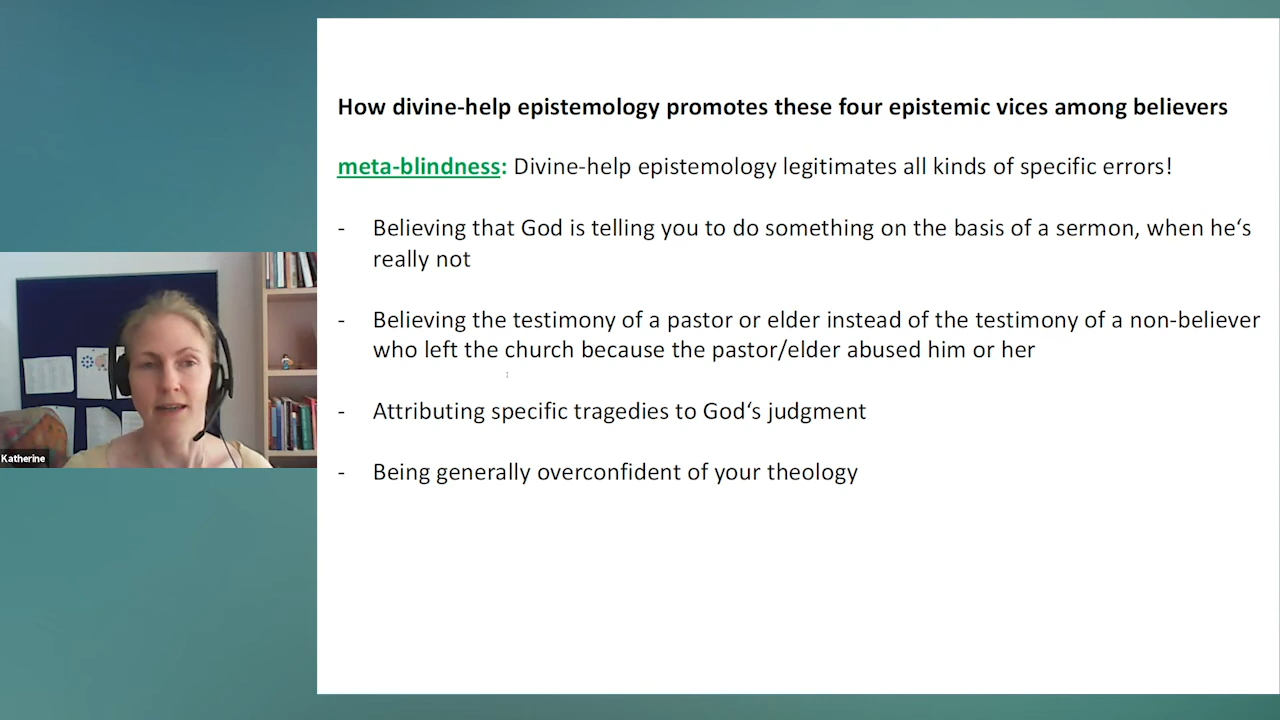 How divine-help epistemology promotes these four epistemic vices among believers
meta-blindness: Divine-help epistemology legitimates all kinds of specific errors!
- Believing that God is telling you to do something on the basis of a sermon, when he‘s
really not
- Believing the testimony of a pastor or elder instead of the testimony of a non-believer
who left the church because the pastor/elder abused him or her
- Attributing specific tragedies to God‘s judgment
- Being generally overconfident of your theology
Katherine